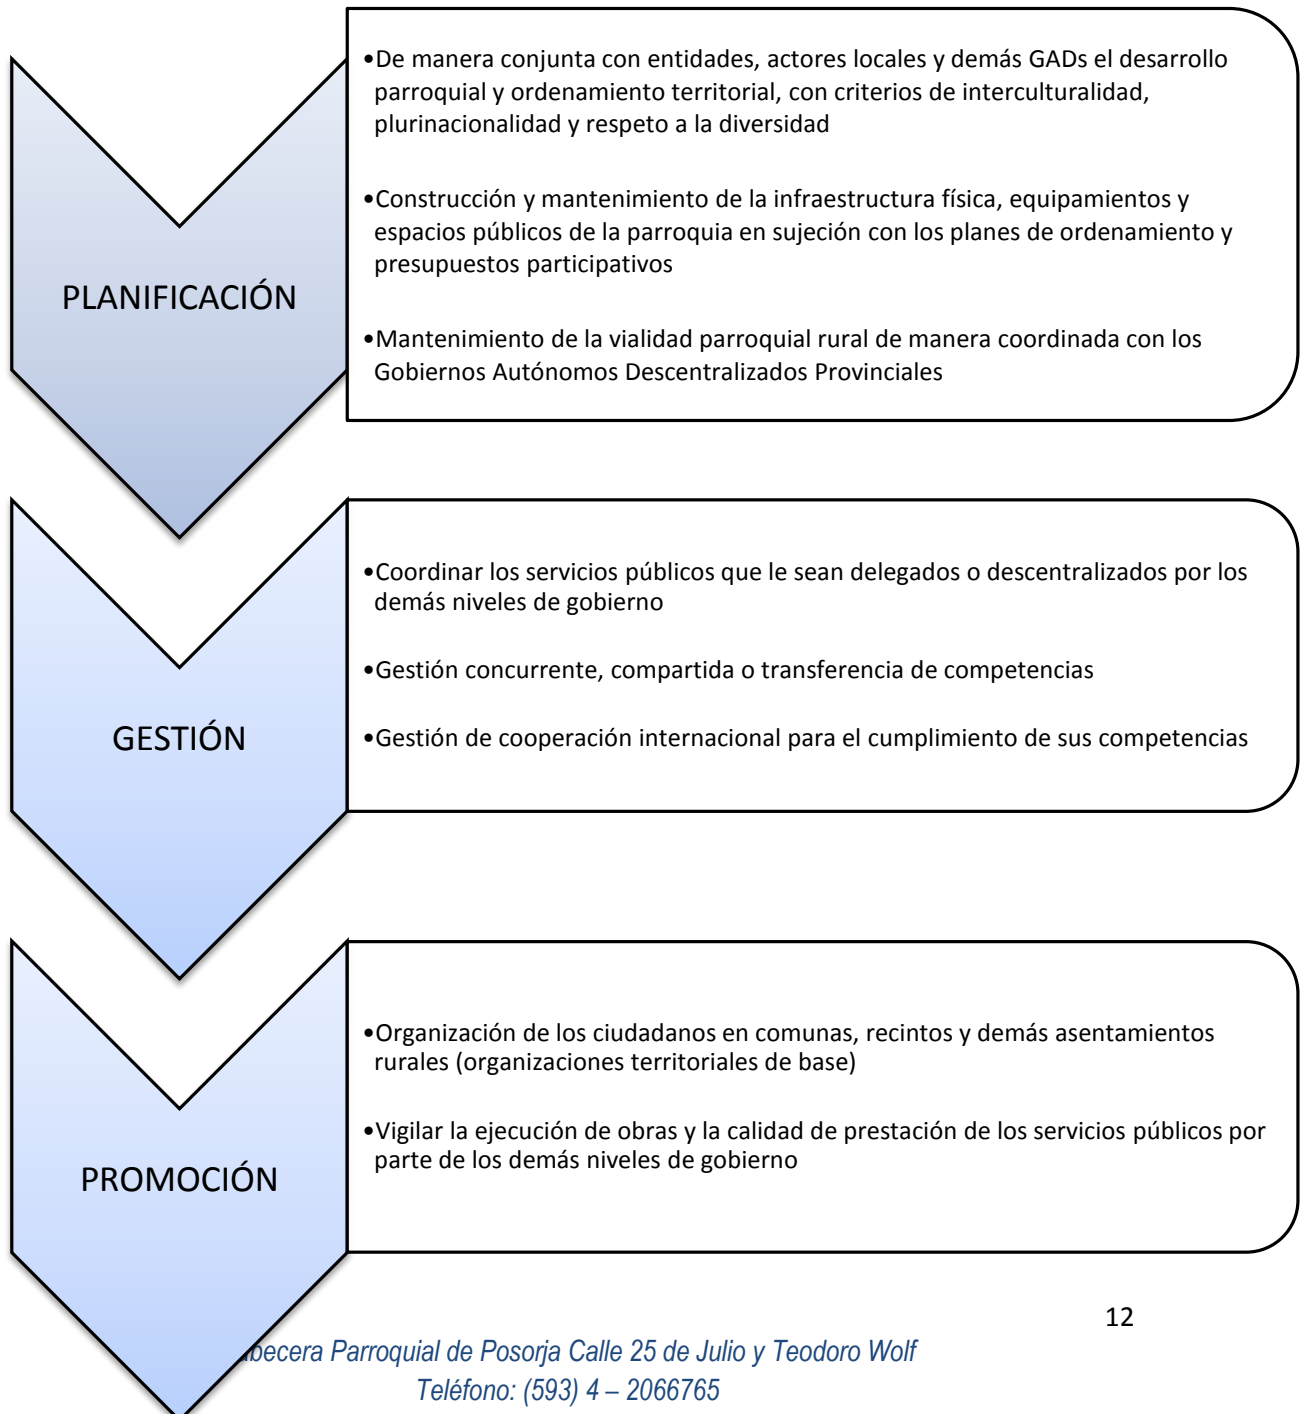 PLANIFICACIÓN
•De manera conjunta con entidades, actores locales y demás GADs el desarrollo
parroquial y ordenamiento territorial, con criterios de interculturalidad,
plurinacionalidad y respeto a la diversidad
•Construcción y mantenimiento de la infraestructura física, equipamientos y
espacios públicos de la parroquia en sujeción con los planes de ordenamiento y
presupuestos participativos
•Mantenimiento de la vialidad parroquial rural de manera coordinada con los
Gobiernos Autónomos Descentralizados Provinciales
GESTIÓN
•Coordinar los servicios públicos que le sean delegados o descentralizados por los
demás niveles de gobierno
•Gestión concurrente, compartida o transferencia de competencias
•Gestión de cooperación internacional para el cumplimiento de sus competencias
PROMOCIÓN
•Organización de los ciudadanos en comunas, recintos y demás asentamientos
rurales (organizaciones territoriales de base)
•Vigilar la ejecución de obras y la calidad de prestación de los servicios públicos por
parte de los demás niveles de gobierno
12
Parroquial de Posorja Calle 25 de Julio y Teodoro Wolf
Teléfono: (593) 4 – 2066765